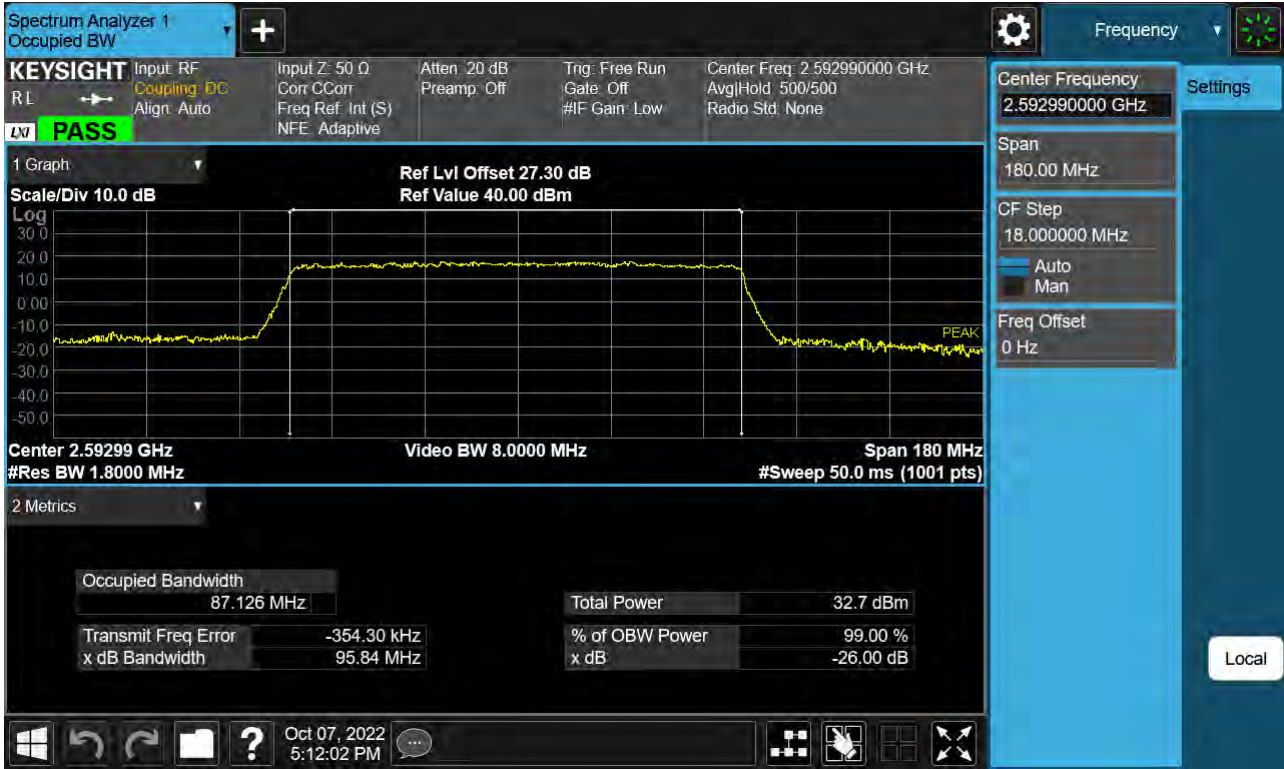 Spectrum Analyzer 1
Occupied BW
+
Frequency
KEYSIGHT
RL
LXI
PASS
Input: RF
Coupling: DC
Align: Auto
Input Z: 50 Ω
Corr CCorr
Freq Ref: Int (S)
NFE: Adaptive
Atten: 20 dB
Preamp: Off
Trig: Free Run
Gate: Off
#IF Gain: Low
Center Freq: 2.592990000 GHz
Avg|Hold: 500/500
Radio Std: None
Center Frequency
2.592990000 GHz
Settings
Span
180.00 MHz
CF Step
18.000000 MHz
Auto
Man
Freq Offset
0 Hz
Local
1 Graph
Scale/Div 10.0 dB
Ref Lvl Offset 27.30 dB
Ref Value 40.00 dBm
Log
30.0
20.0
10.0
0.00
-10.0
-20.0
-30.0
-40.0
-50.0
PEAK
Center 2.59299 GHz
Video BW 8.0000 MHz
Span 180 MHz
#Res BW 1.8000 MHz
#Sweep 50.0 ms (1001 pts)
2 Metrics
Occupied Bandwidth
87.126 MHz
Total Power 32.7 dBm
Transmit Freq Error -354.30 kHz
% of OBW Power 99.00 %
x dB Bandwidth 95.84 MHz
x dB -26.00 dB
?
Oct 07, 2022
5:12:02 PM